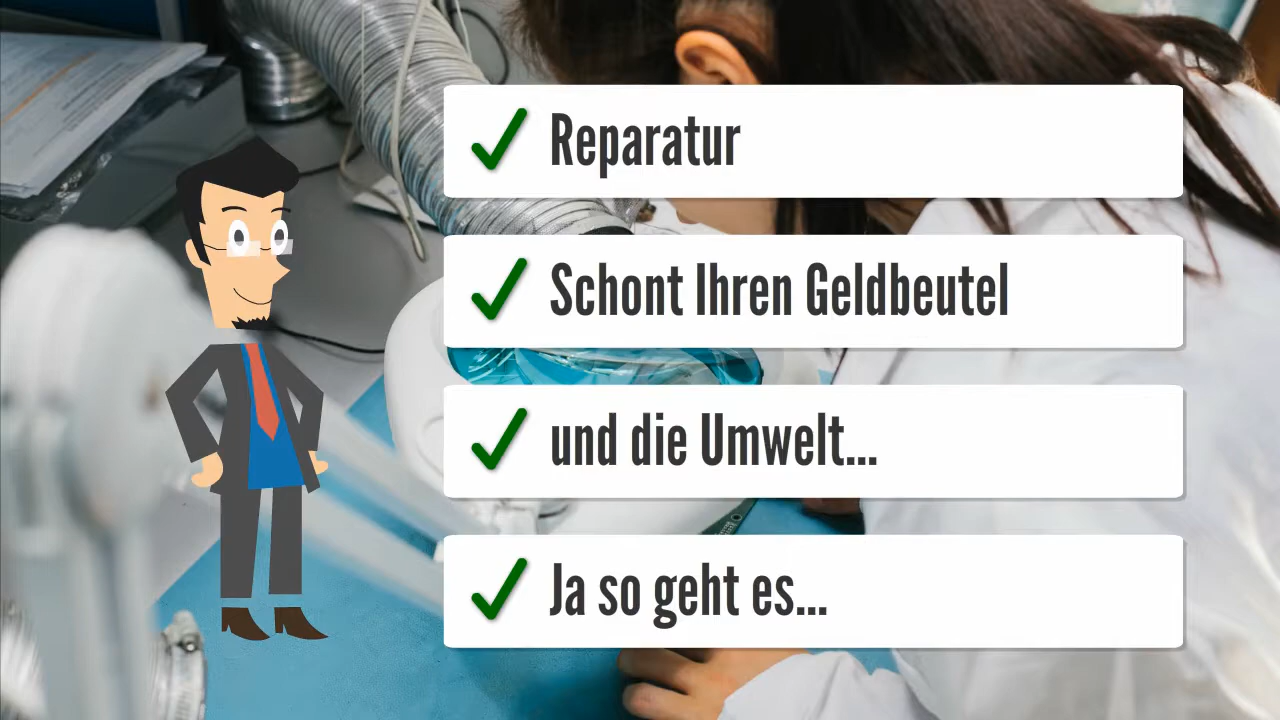 Reparatur
Schont Ihren Geldbeutel
und die Umwelt...
Ja so geht es...